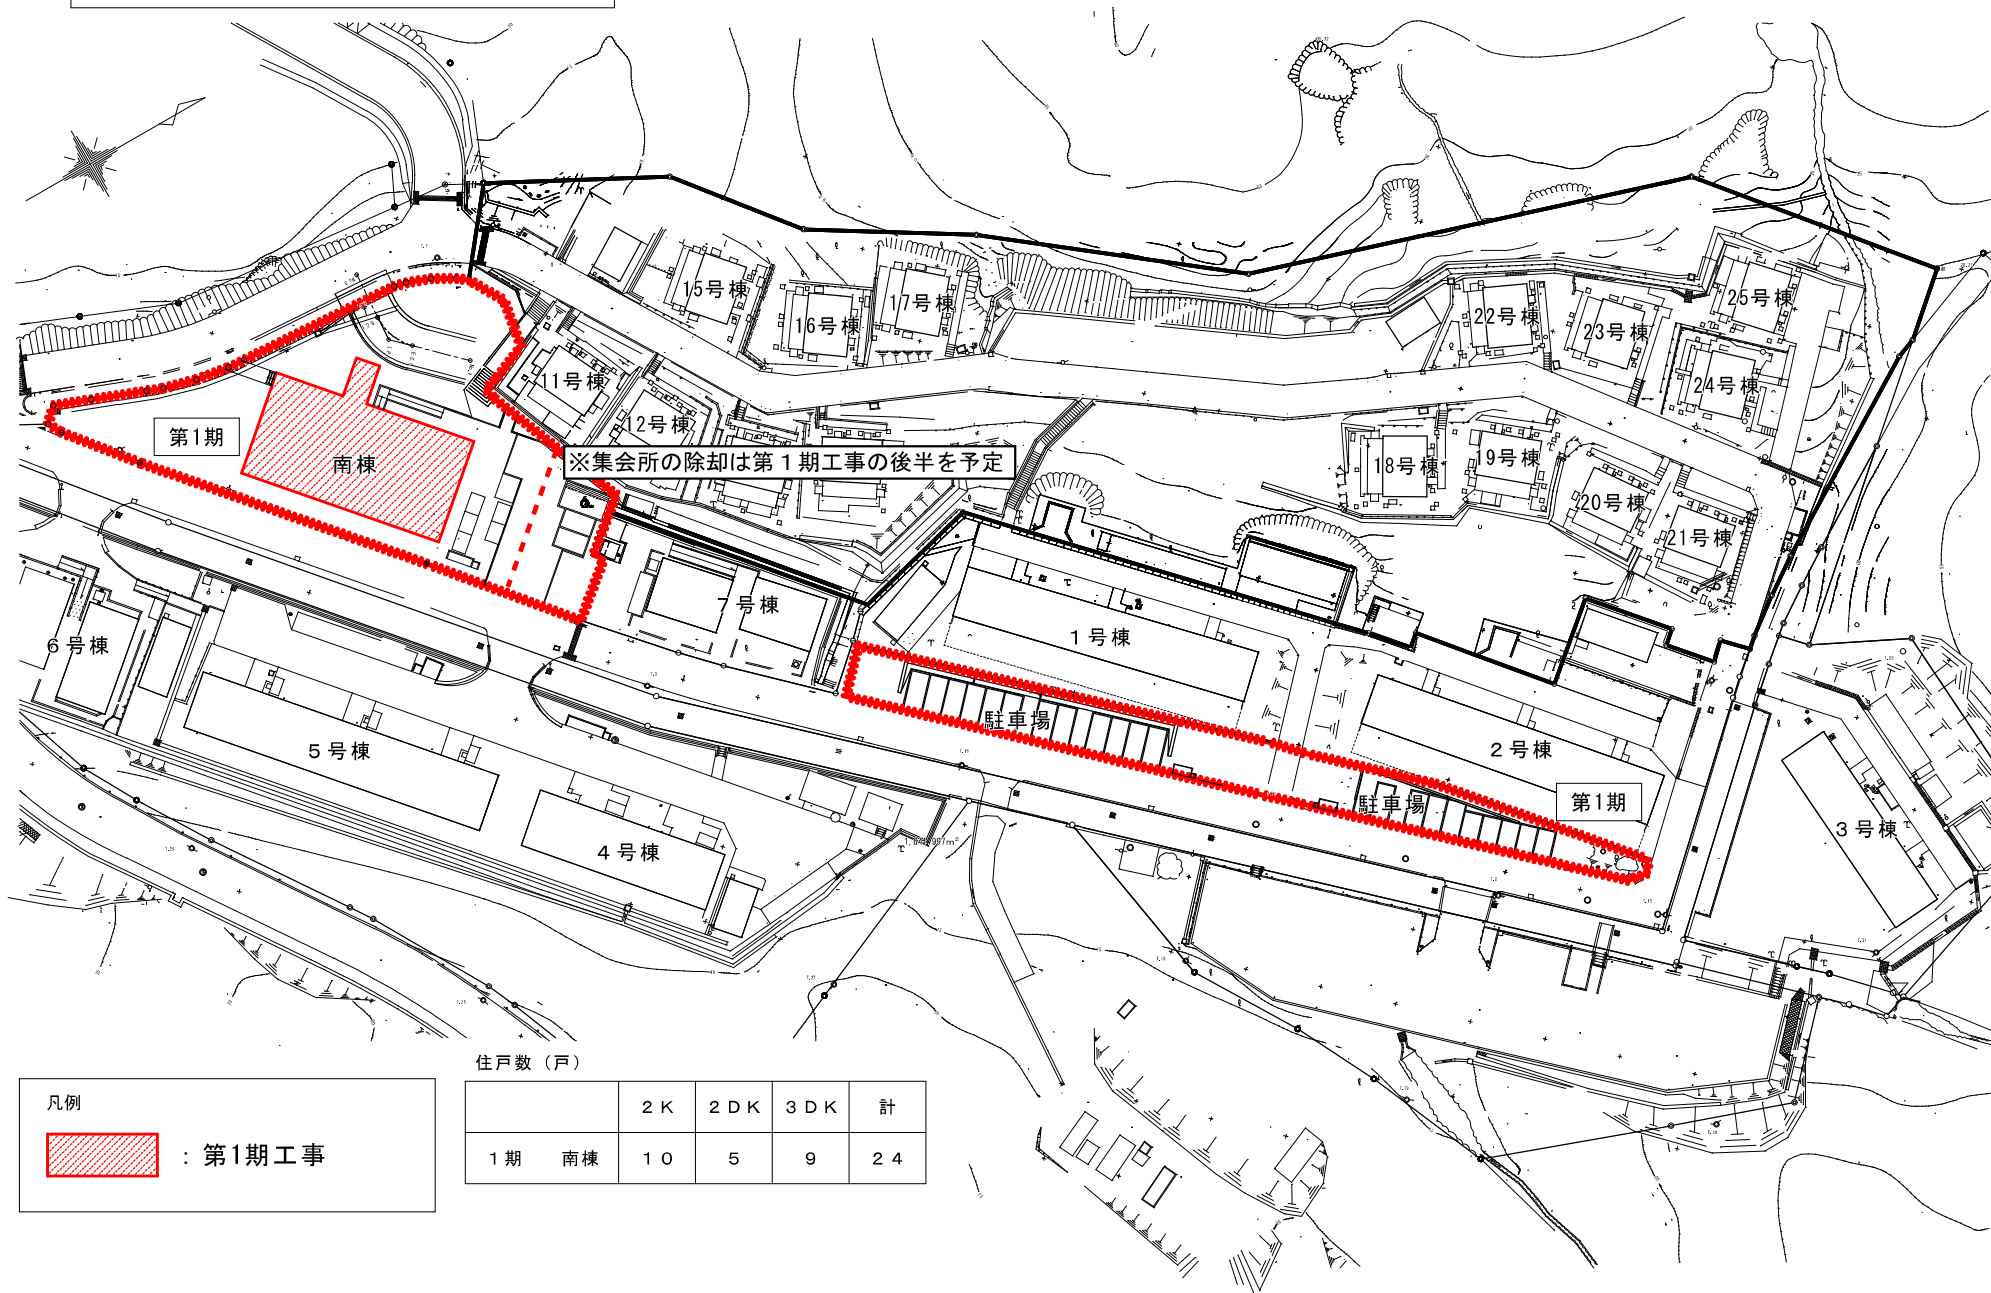 15号棟
16号棟
17号棟
22号棟
23号棟
25号棟
24号棟
11号棟
12号棟
第1期
南棟
※集会所の除却は第1期工事の後半を予定
18号棟
19号棟
20号棟
21号棟
7号棟
1号棟
6号棟
駐車場
5号棟
2号棟
駐車場
第1期
3号棟
4号棟
住戸数（戸）
2K 2DK 3DK 計
1期 南棟 10 5 9 24
凡例
：第1期工事